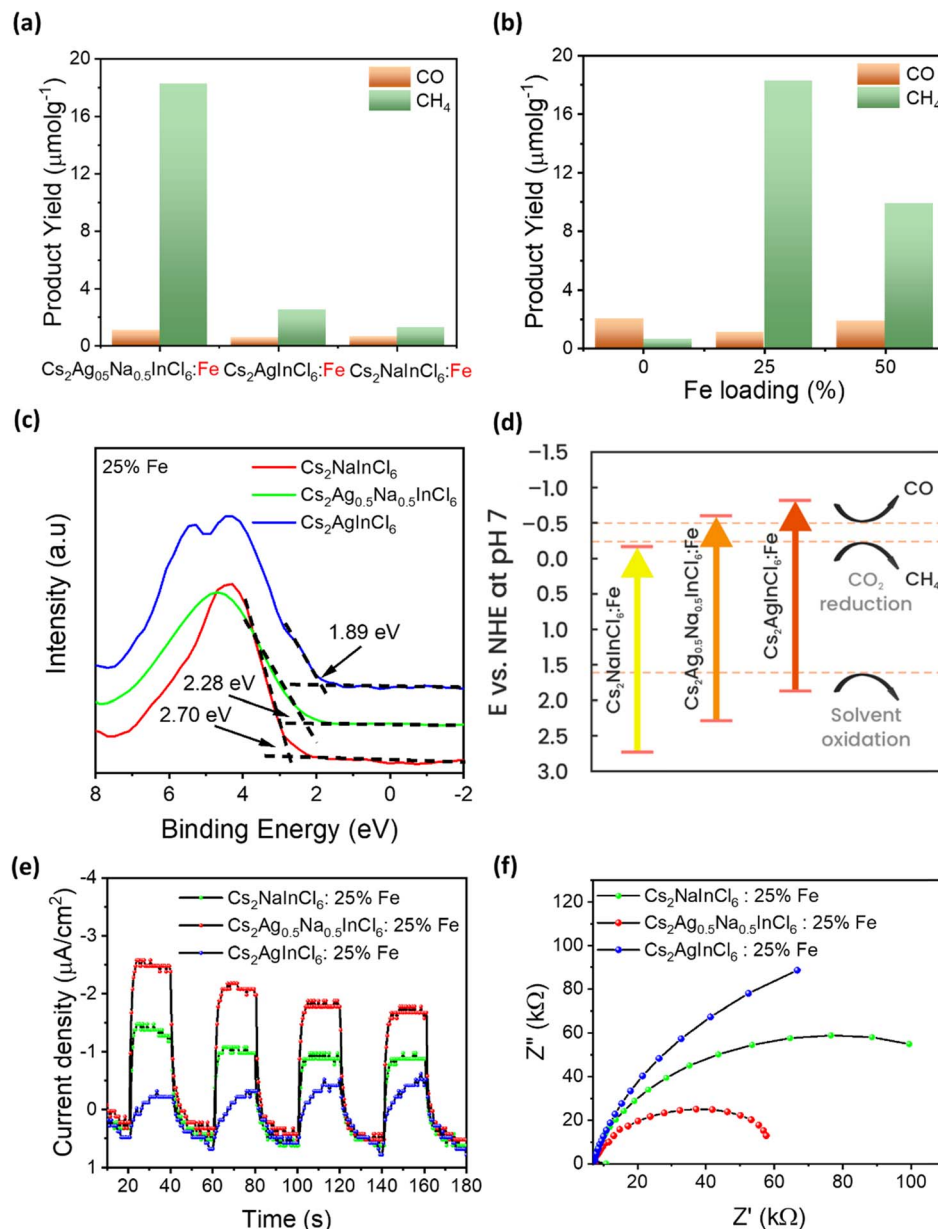 (a)
20
16
12
8
4
0
Product Yield (μmolg⁻¹)
CO
CH₄
Cs₂Ag₀₅Na₀.₅InCl₆:Fe Cs₂AgInCl₆:Fe Cs₂NaInCl₆:Fe
(b)
20
16
12
8
4
0
Product Yield (μmolg⁻¹)
CO
CH₄
0 25 50
Fe loading (%)
(c)
25% Fe
Cs₂NaInCl₆
Cs₂Ag₀.₅Na₀.₅InCl₆
Cs₂AgInCl₆
Intensity (a.u)
1.89 eV
2.28 eV
2.70 eV
8 6 4 2 0 -2
Binding Energy (eV)
(d)
E vs. NHE at pH 7
−1.5
−1.0
−0.5
0.0
0.5
1.0
1.5
2.0
2.5
3.0
Cs₂NaInCl₆:Fe
Cs₂Ag₀.₅Na₀.₅InCl₆:Fe
Cs₂AgInCl₆:Fe
CO
CH₄
CO₂
reduction
Solvent
oxidation
(e)
-4
-3
-2
-1
0
1
Current density (μA/cm²)
Cs₂NaInCl₆: 25% Fe
Cs₂Ag₀.₅Na₀.₅InCl₆: 25% Fe
Cs₂AgInCl₆: 25% Fe
20 40 60 80 100 120 140 160 180
Time (s)
(f)
120
100
80
60
40
20
0
Z" (kΩ)
Cs₂NaInCl₆ : 25% Fe
Cs₂Ag₀.₅Na₀.₅InCl₆ : 25% Fe
Cs₂AgInCl₆ : 25% Fe
20 40 60 80 100
Z' (kΩ)